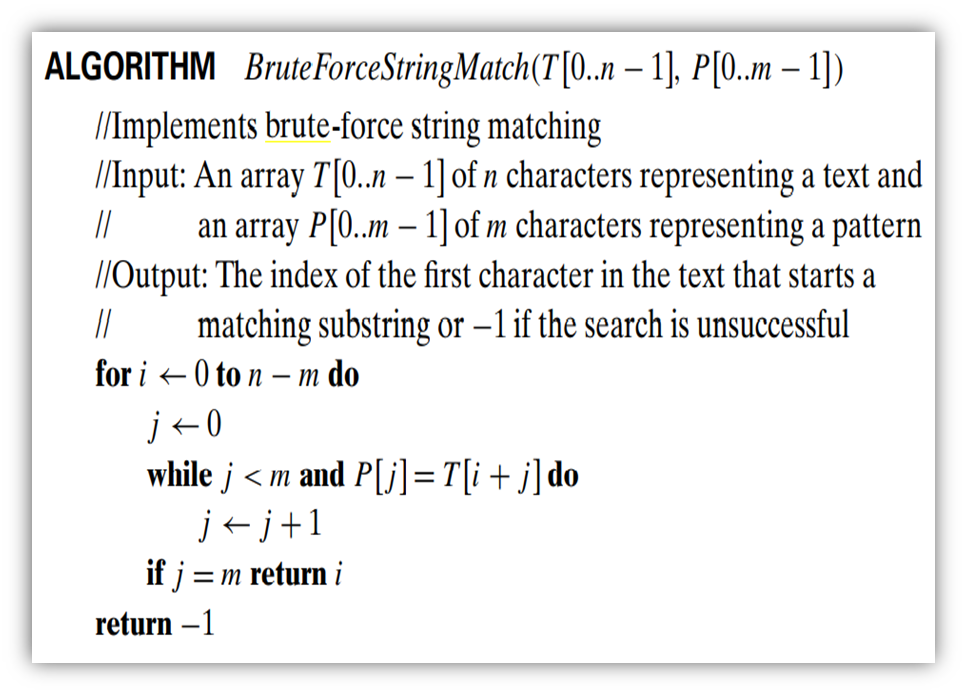 ALGORITHM BruteForceStringMatch(T[0..n − 1], P[0..m − 1])
//Implements brute-force string matching
//Input: An array T[0..n − 1] of n characters representing a text and
// an array P[0..m − 1] of m characters representing a pattern
//Output: The index of the first character in the text that starts a
// matching substring or −1 if the search is unsuccessful
for i ← 0 to n − m do
j ← 0
while j < m and P[j] = T[i + j] do
j ← j + 1
if j = m return i
return −1